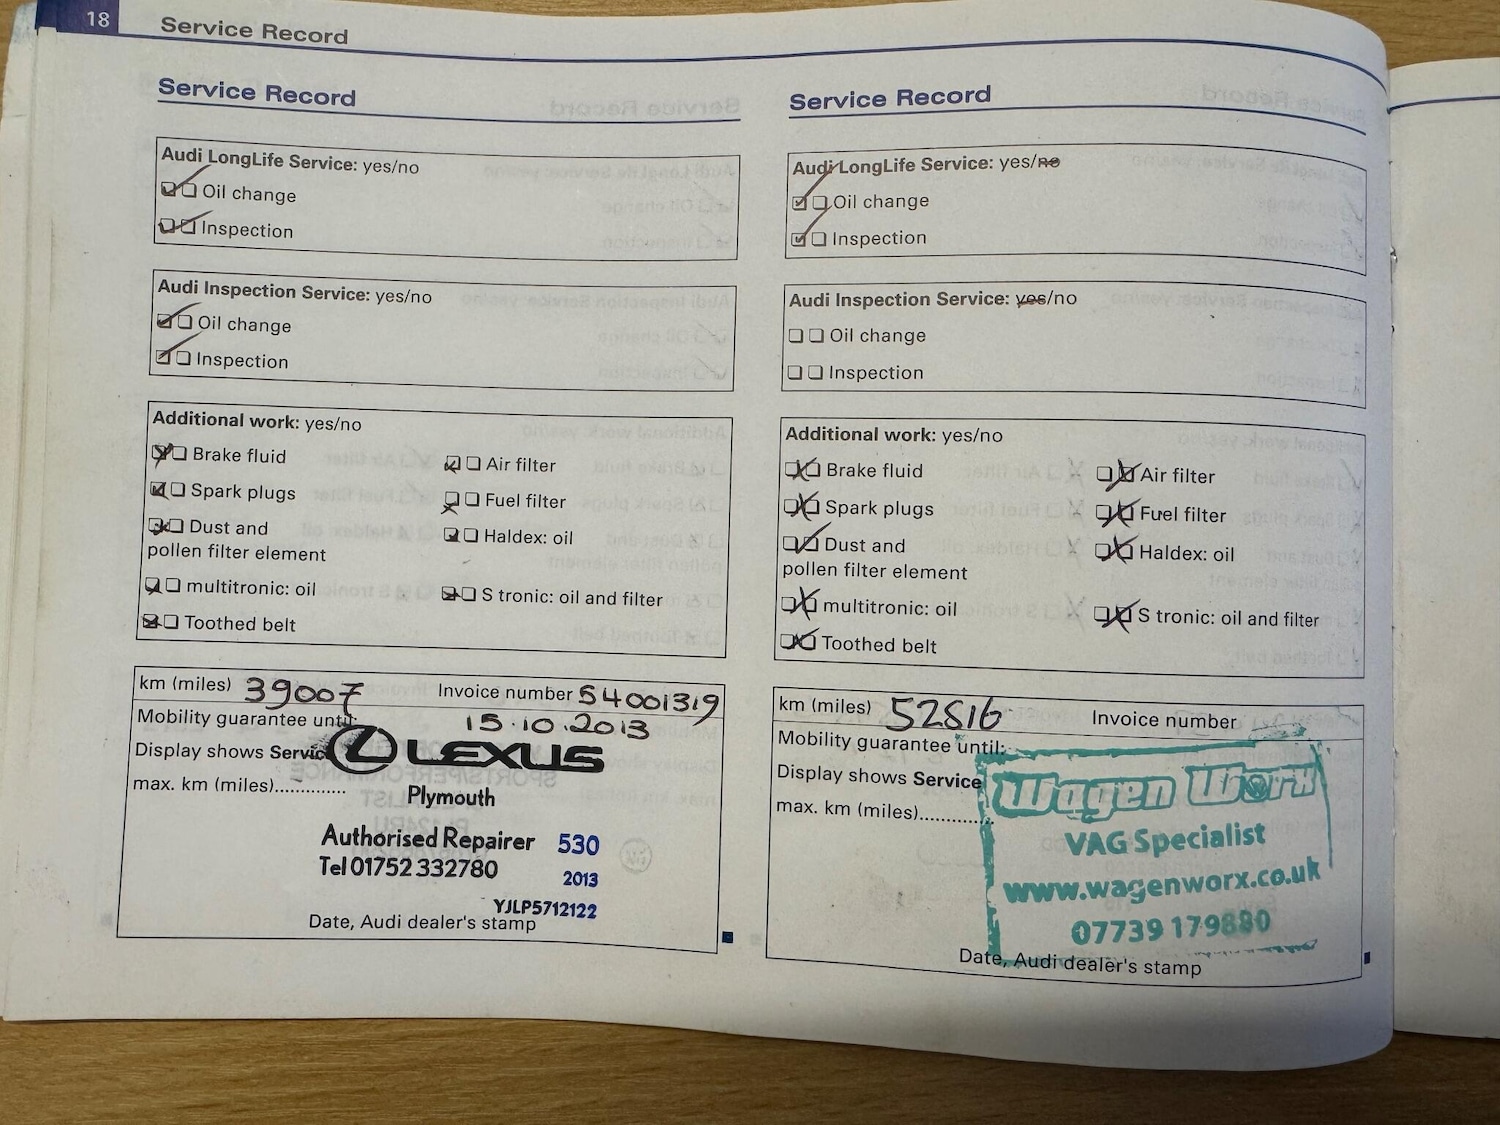 18
Service Record
Service Record
Audi LongLife Service: yes/no
Oil change
Inspection
Audi Inspection Service: yes/no
Oil change
Inspection
Additional work: yes/no
Brake fluid
Air filter
Spark plugs
Fuel filter
Dust and
pollen filter element
Haldex: oil
multitronic: oil
S tronic: oil and filter
Toothed belt
km (miles) 39007 Invoice number 54001319
Mobility guarantee until: 15.10.2013
Display shows Servic
LEXUS
max. km (miles)..............
Plymouth
Authorised Repairer 530
Tel 01752 332780
2013
YJLP5712122
Date, Audi dealer's stamp
Service Record
Audi LongLife Service: yes/no
Oil change
Inspection
Audi Inspection Service: yes/no
Oil change
Inspection
Additional work: yes/no
Brake fluid
Air filter
Spark plugs
Fuel filter
Dust and
pollen filter element
Haldex: oil
multitronic: oil
S tronic: oil and filter
Toothed belt
km (miles) 52816 Invoice number
Mobility guarantee until:
Display shows Service
max. km (miles)..............
Wagen Worx
VAG Specialist
www.wagenworx.co.uk
07739 179880
Date, Audi dealer's stamp